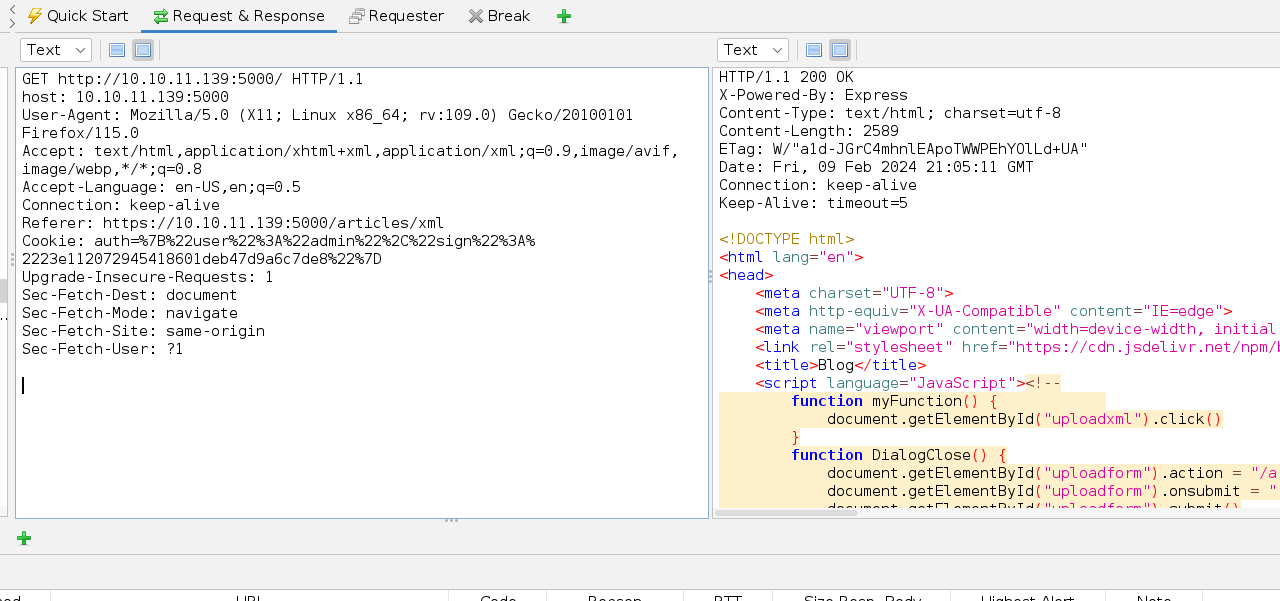 Quick Start Request & Response Requester Break
Text Text
GET http://10.10.11.139:5000/ HTTP/1.1
host: 10.10.11.139:5000
User-Agent: Mozilla/5.0 (X11; Linux x86_64; rv:109.0) Gecko/20100101
Firefox/115.0
Accept: text/html,application/xhtml+xml,application/xml;q=0.9,image/avif,
image/webp,*/*;q=0.8
Accept-Language: en-US,en;q=0.5
Connection: keep-alive
Referer: https://10.10.11.139:5000/articles/xml
Cookie: auth=%7B%22user%22%3A%22admin%22%2C%22sign%22%3A%
2223e112072945418601deb47d9a6c7de8%22%7D
Upgrade-Insecure-Requests: 1
Sec-Fetch-Dest: document
Sec-Fetch-Mode: navigate
Sec-Fetch-Site: same-origin
Sec-Fetch-User: ?1
HTTP/1.1 200 OK
X-Powered-By: Express
Content-Type: text/html; charset=utf-8
Content-Length: 2589
ETag: W/"a1d-JGrC4mhnlEApoTWWPEhYOlLd+UA"
Date: Fri, 09 Feb 2024 21:05:11 GMT
Connection: keep-alive
Keep-Alive: timeout=5
<!DOCTYPE html>
<html lang="en">
<head>
<meta charset="UTF-8">
<meta http-equiv="X-UA-Compatible" content="IE=edge">
<meta name="viewport" content="width=device-width, initial
<link rel="stylesheet" href="https://cdn.jsdelivr.net/npm/b
<title>Blog</title>
<script language="JavaScript"><!--
function myFunction() {
document.getElementById("uploadxml").click()
}
function DialogClose() {
document.getElementById("uploadform").action = "/a
document.getElementById("uploadform").onsubmit = "
document.getElementById("uploadform").submit()
URL Code Reason RTT Size Resp. Body Highest Alert Note